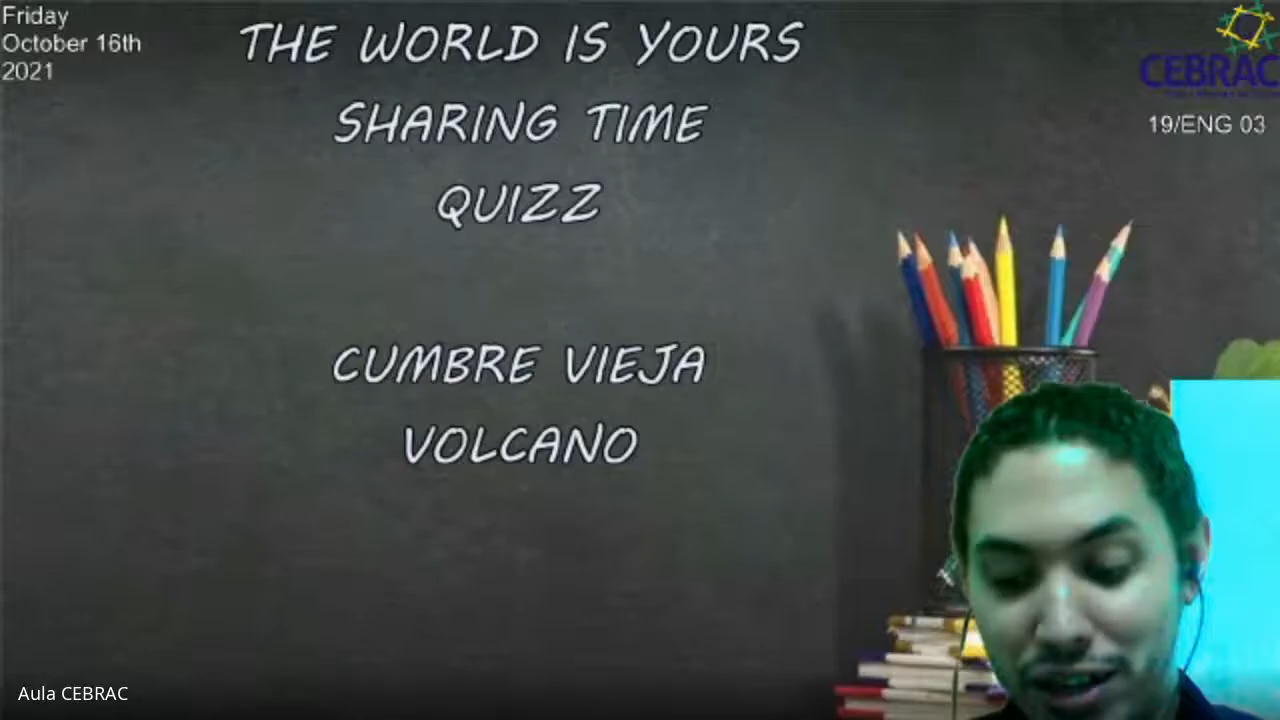 Friday
October 16th
2021
THE WORLD IS YOURS
SHARING TIME
QUIZZ
CUMBRE VIEJA
VOLCANO
CEBRAC
19/ENG 03
Aula CEBRAC